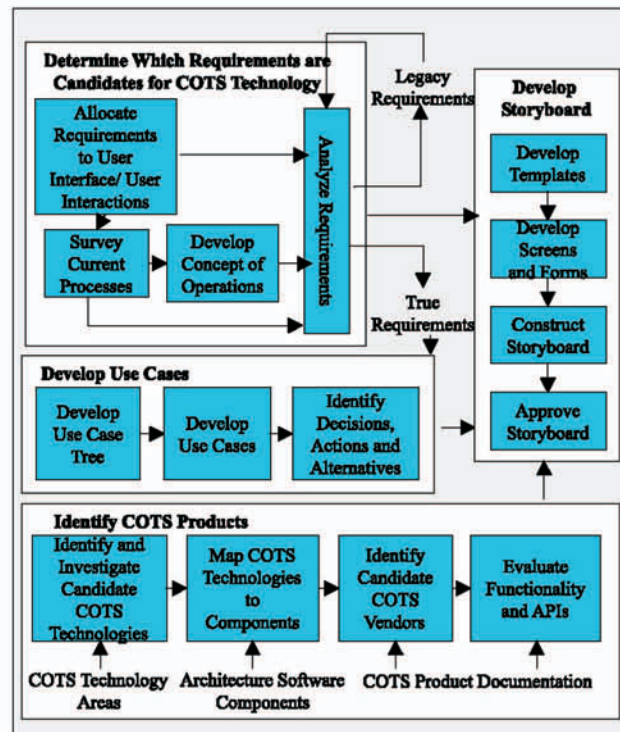 Determine Which Requirements are
Candidates for COTS Technology
Allocate
Requirements
to User
Interface/ User
Interactions
Survey
Current
Processes
Develop
Concept of
Operations
Analyze Requirements
Legacy
Requirements
True
Requirements
Develop
Storyboard
Develop
Templates
Develop
Screens
and Forms
Construct
Storyboard
Approve
Storyboard
Develop Use Cases
Develop
Use Case
Tree
Develop
Use Cases
Identify
Decisions,
Actions and
Alternatives
Identify COTS Products
Identify and
Investigate
Candidate
COTS
Technologies
Map COTS
Technologies
to
Components
Identify
Candidate
COTS
Vendors
Evaluate
Functionality
and APIs
COTS Technology
Areas
Architecture Software
Components
COTS Product Documentation